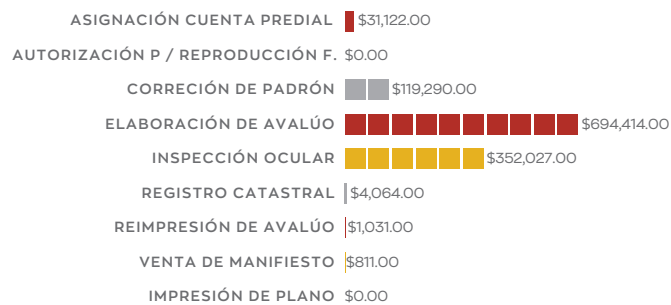 ASIGNACIÓN CUENTA PREDIAL $31,122.00
AUTORIZACIÓN P / REPRODUCCIÓN F. $0.00
CORRECIÓN DE PADRÓN $119,290.00
ELABORACIÓN DE AVALÚO $694,414.00
INSPECCIÓN OCULAR $352,027.00
REGISTRO CATASTRAL $4,064.00
REIMPRESIÓN DE AVALÚO $1,031.00
VENTA DE MANIFIESTO $811.00
IMPRESIÓN DE PLANO $0.00